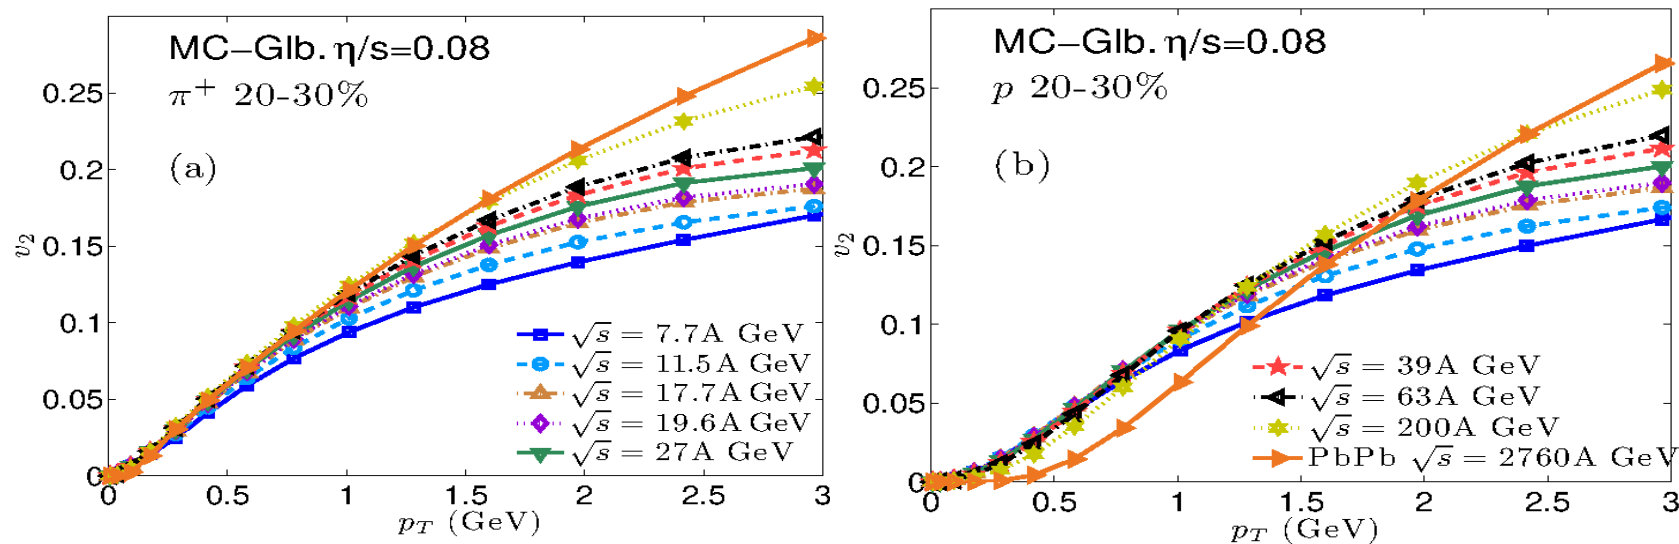 MC-Glb. η/s=0.08
π⁺ 20-30%
(a)
v₂
0.25
0.2
0.15
0.1
0.05
0
√s = 7.7A GeV
√s = 11.5A GeV
√s = 17.7A GeV
√s = 19.6A GeV
√s = 27A GeV
0 0.5 1 1.5 2 2.5 3
p_T (GeV)
MC-Glb. η/s=0.08
p 20-30%
(b)
v₂
0.25
0.2
0.15
0.1
0.05
0
√s = 39A GeV
√s = 63A GeV
√s = 200A GeV
PbPb √s = 2760A GeV
0 0.5 1 1.5 2 2.5 3
p_T (GeV)